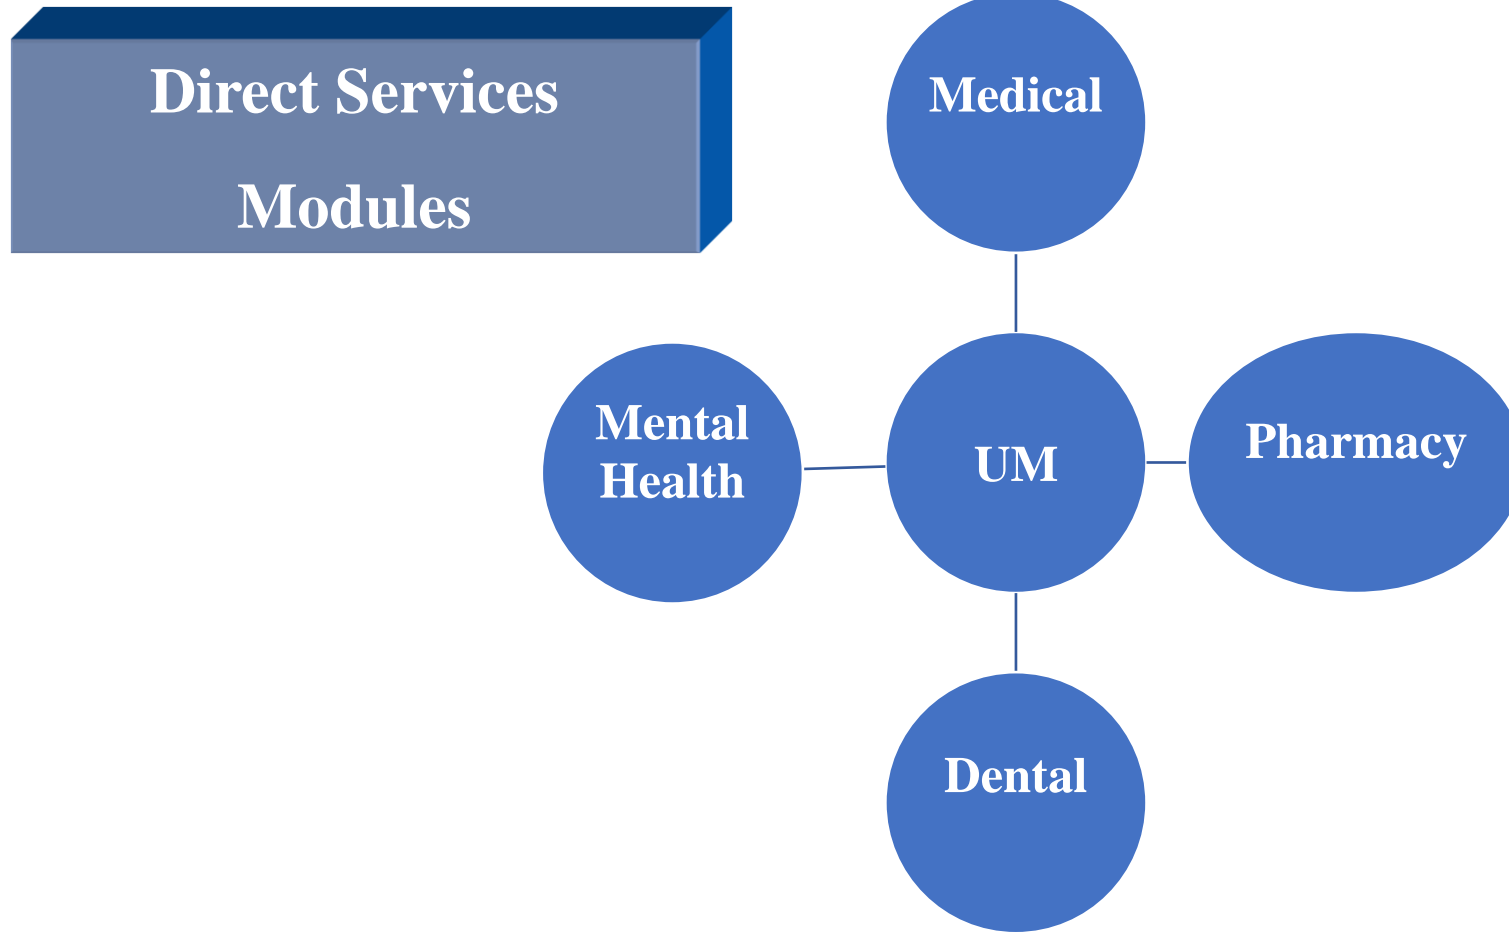 Direct Services
Modules
Medical
Mental
Health
UM
Pharmacy
Dental